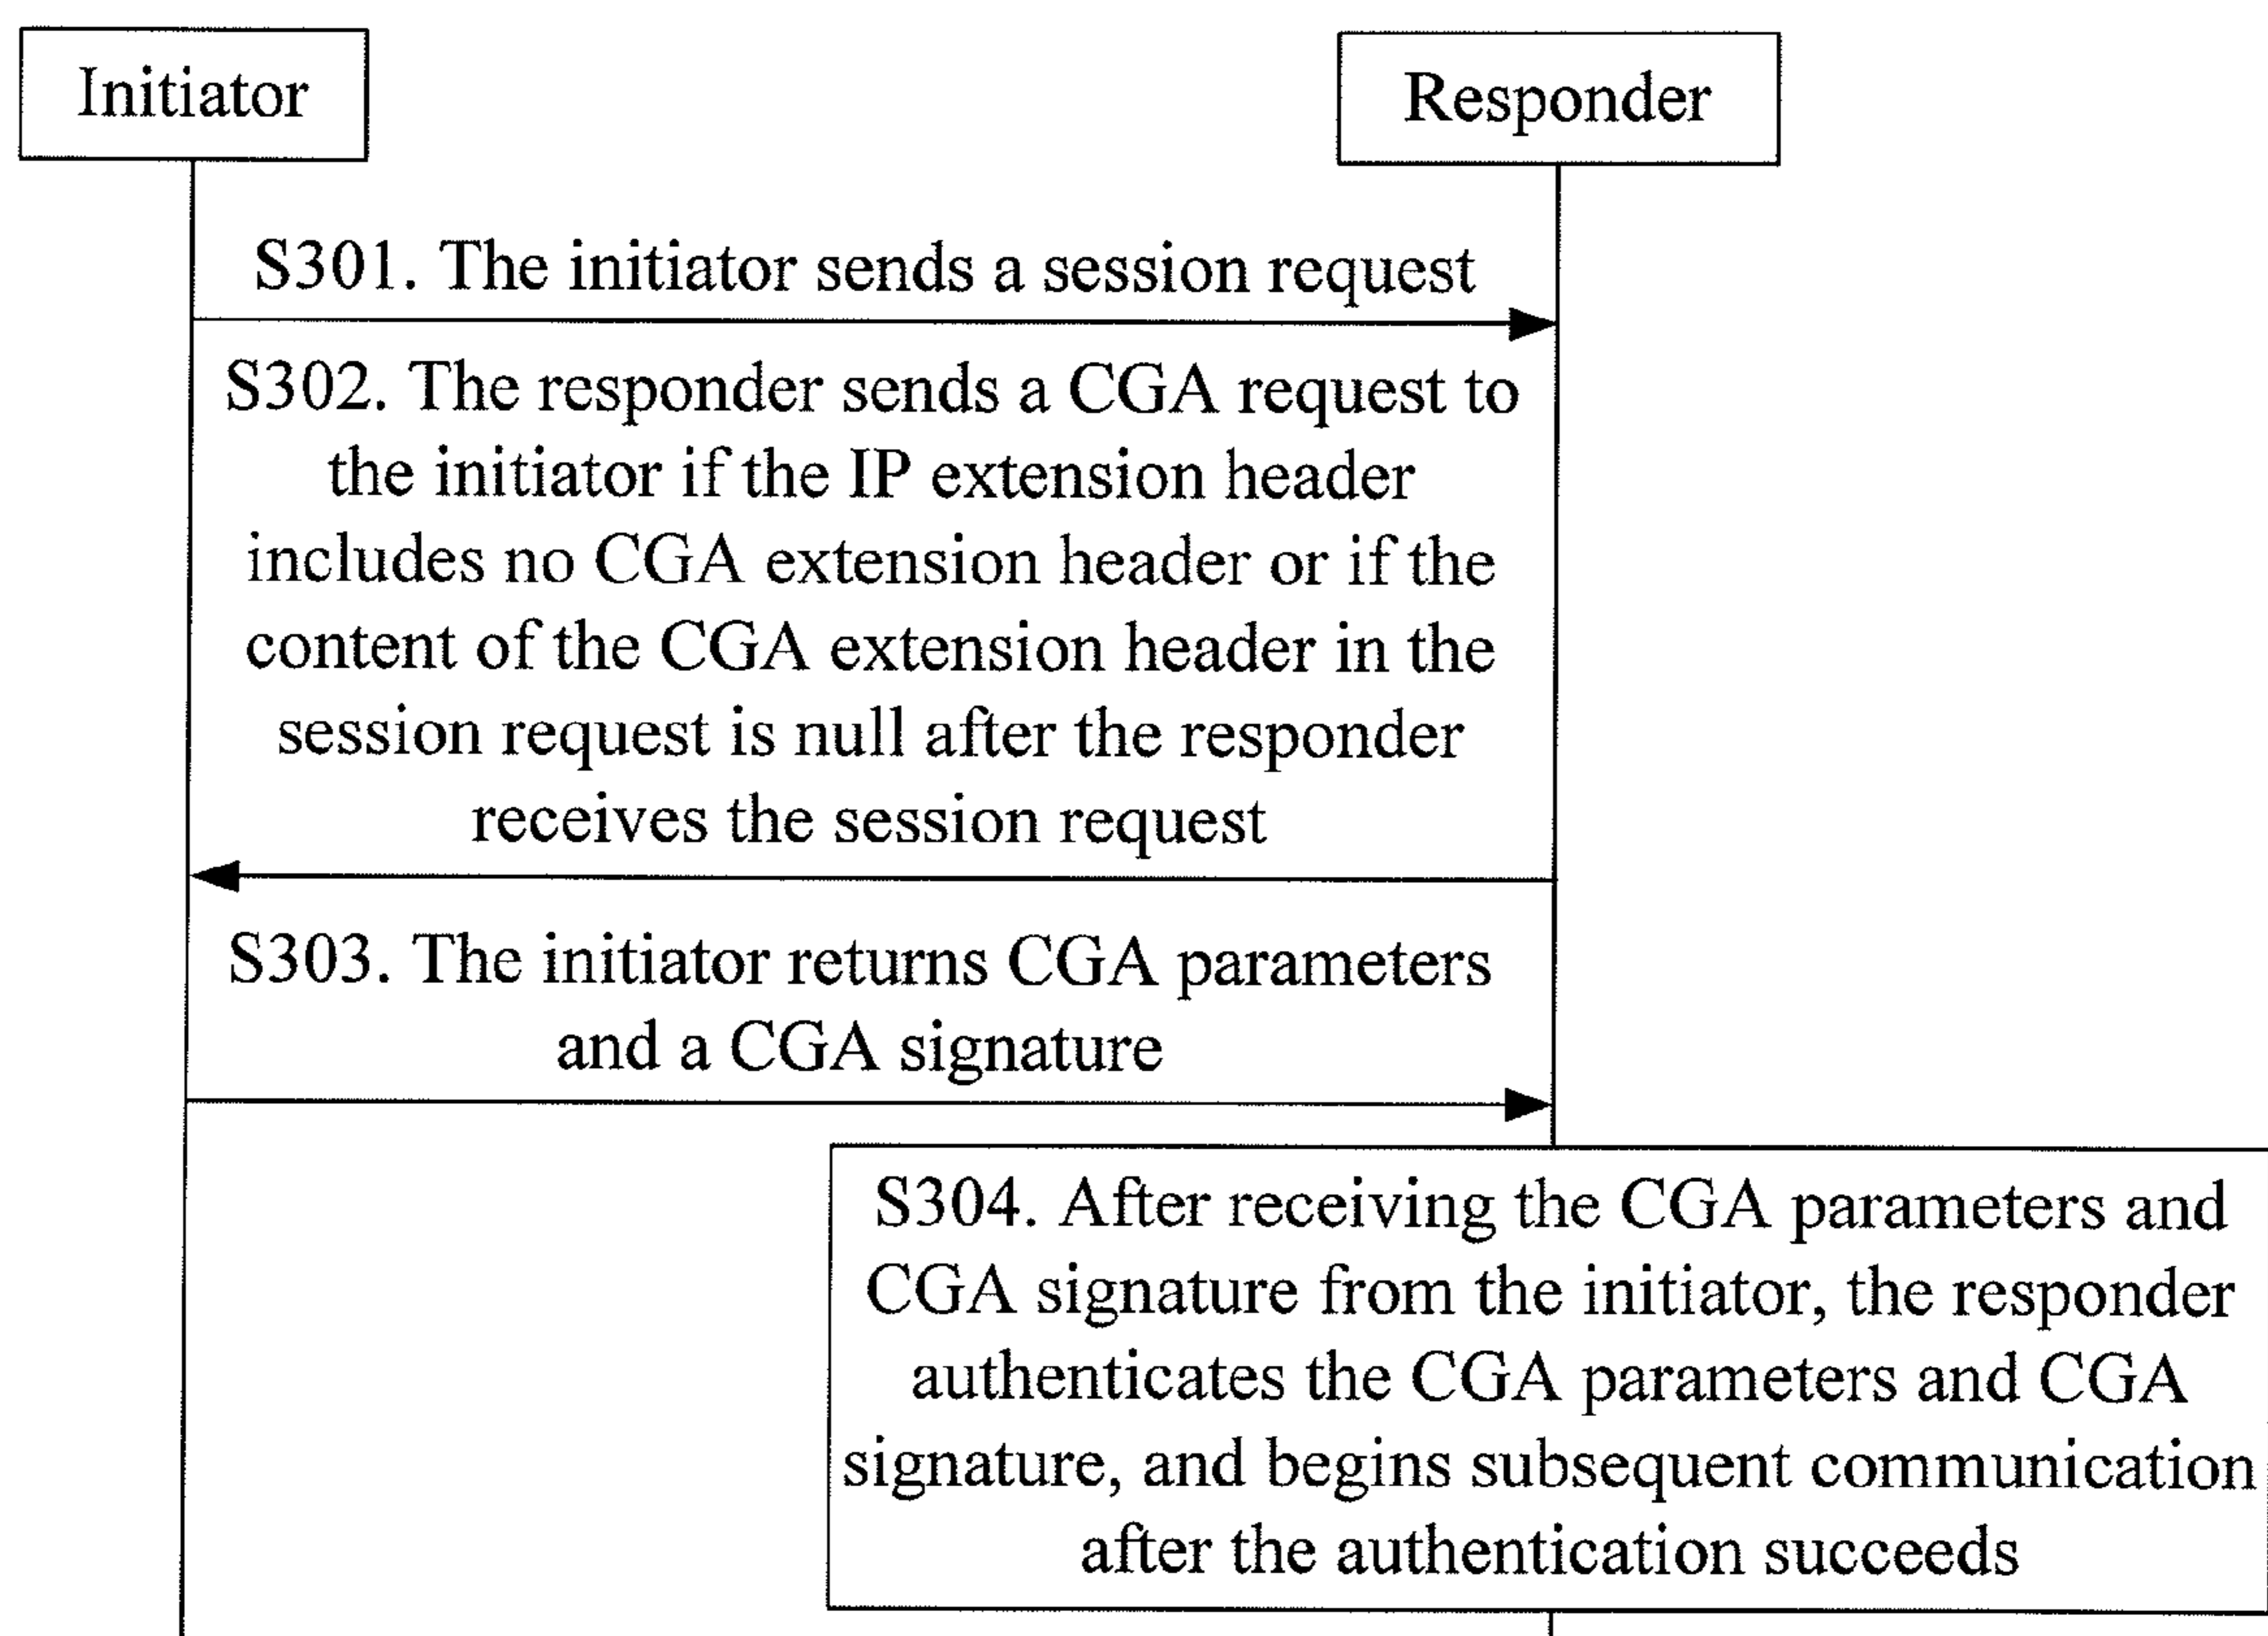 Initiator
Responder
S301. The initiator sends a session request
S302. The responder sends a CGA request to
the initiator if the IP extension header
includes no CGA extension header or if the
content of the CGA extension header in the
session request is null after the responder
receives the session request
S303. The initiator returns CGA parameters
and a CGA signature
S304. After receiving the CGA parameters and
CGA signature from the initiator, the responder
authenticates the CGA parameters and CGA
signature, and begins subsequent communication
after the authentication succeeds